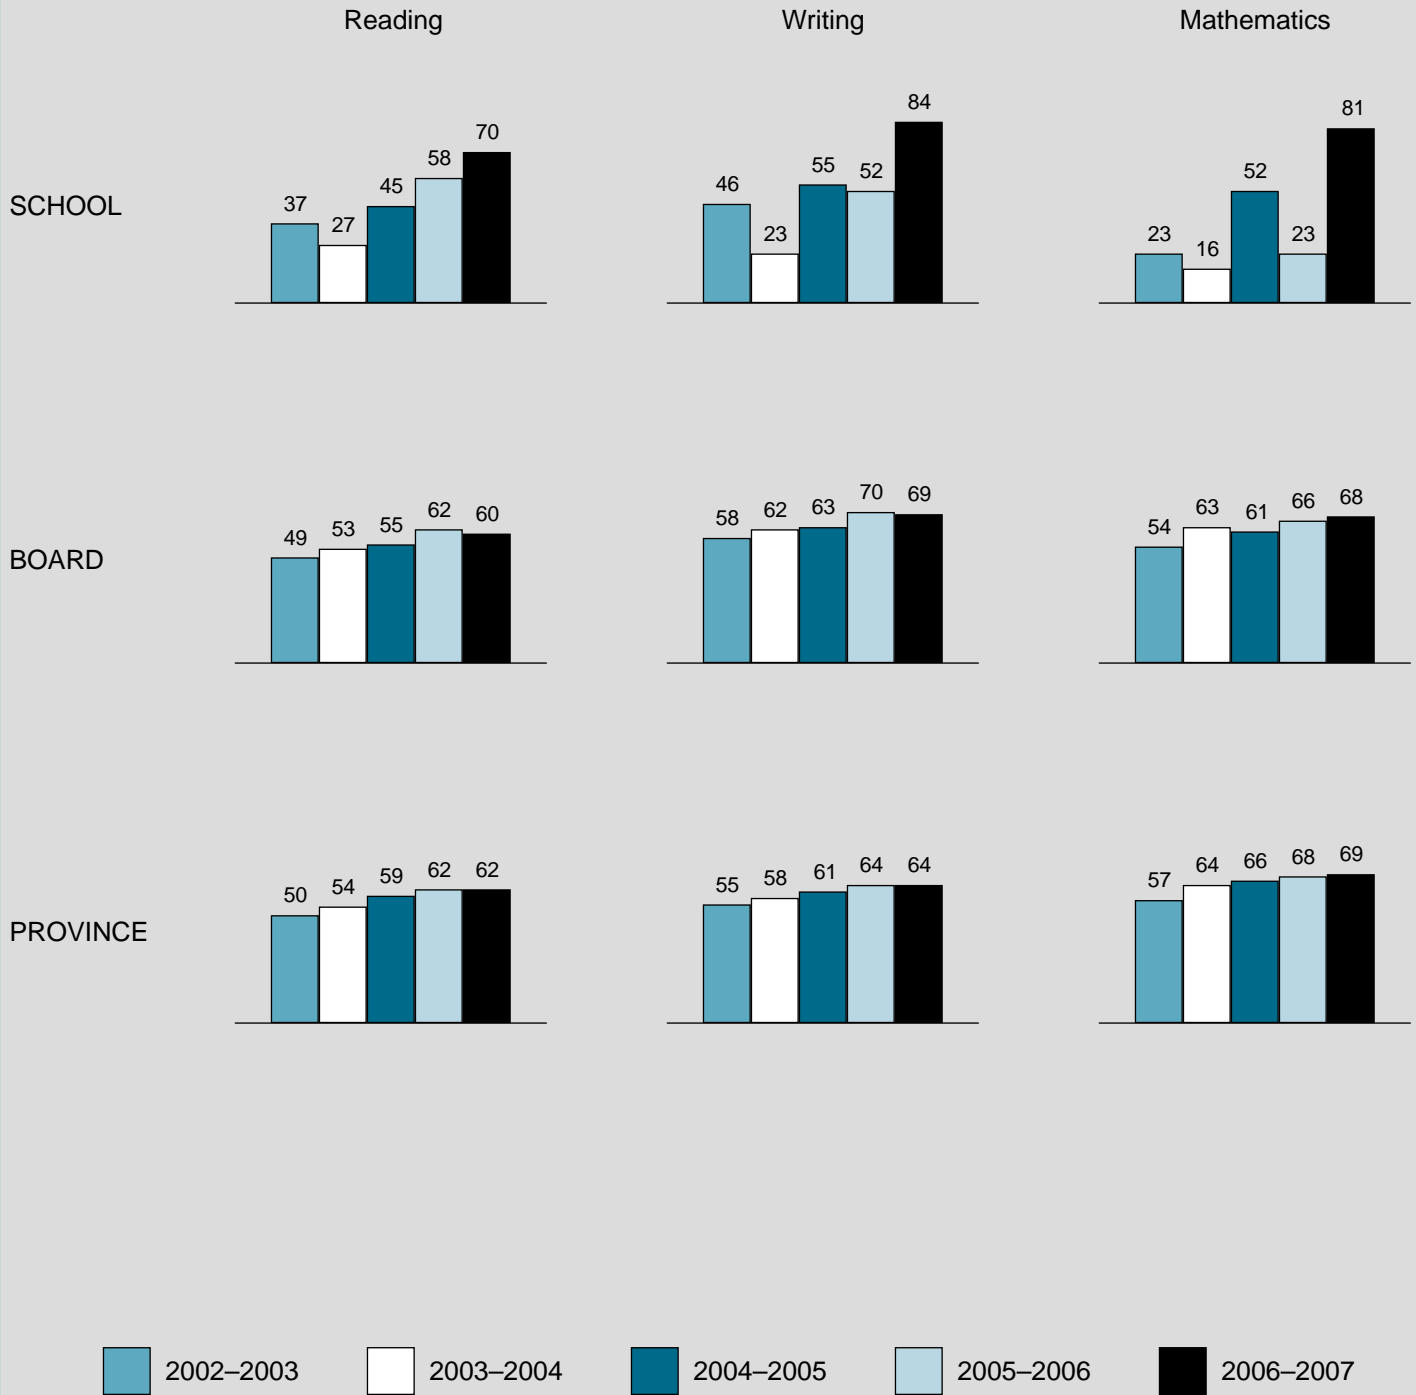 Reading Writing Mathematics
SCHOOL
37 27 45 58 70
46 23 55 52 84
23 16 52 23 81
BOARD
49 53 55 62 60
58 62 63 70 69
54 63 61 66 68
PROVINCE
50 54 59 62 62
55 58 61 64 64
57 64 66 68 69
2002–2003 2003–2004 2004–2005 2005–2006 2006–2007